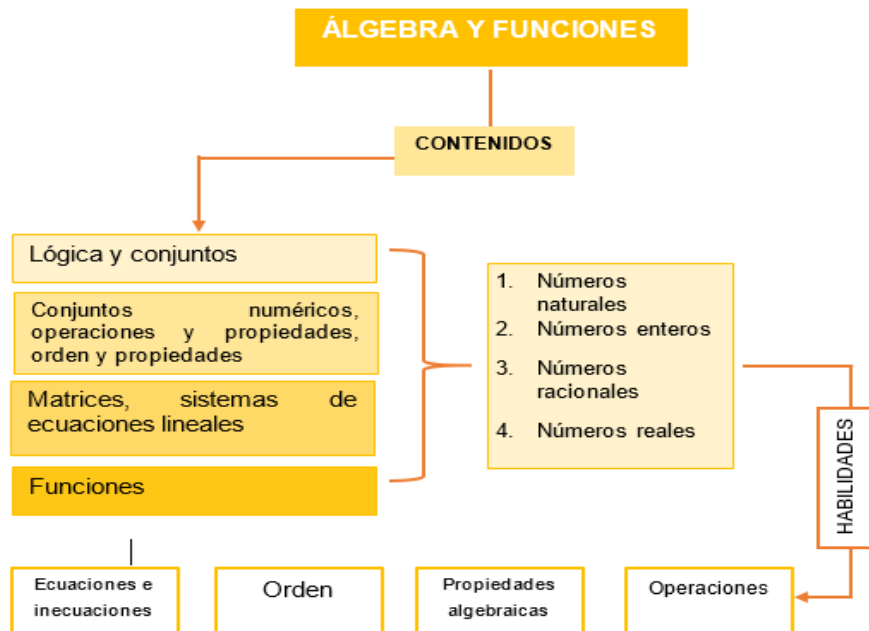 ÁLGEBRA Y FUNCIONES
CONTENIDOS
Lógica y conjuntos
Conjuntos numéricos,
operaciones y propiedades,
orden y propiedades
Matrices, sistemas de
ecuaciones lineales
Funciones
1. Números
naturales
2. Números enteros
3. Números
racionales
4. Números reales
HABILIDADES
Ecuaciones e
inecuaciones
Orden
Propiedades
algebraicas
Operaciones